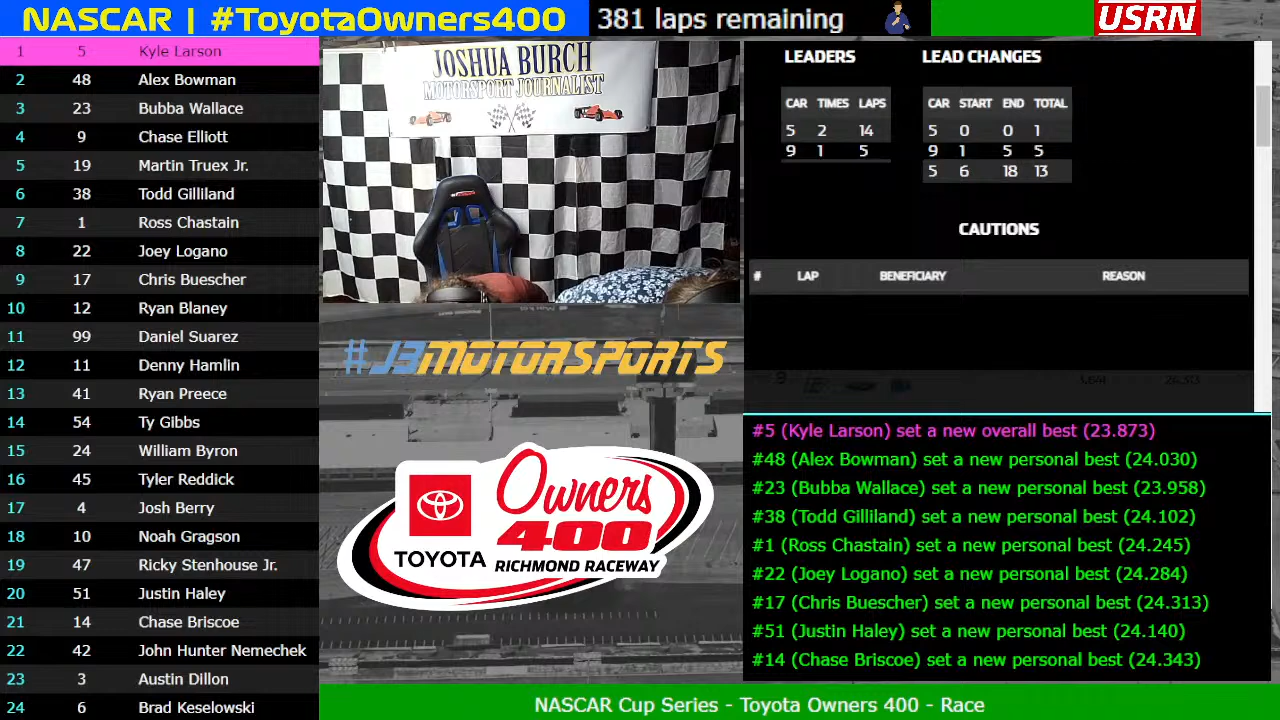 NASCAR | #ToyotaOwners400
381 laps remaining
USRN
1 5 Kyle Larson
2 48 Alex Bowman
3 23 Bubba Wallace
4 9 Chase Elliott
5 19 Martin Truex Jr.
6 38 Todd Gilliland
7 1 Ross Chastain
8 22 Joey Logano
9 17 Chris Buescher
10 12 Ryan Blaney
11 99 Daniel Suarez
12 11 Denny Hamlin
13 41 Ryan Preece
14 54 Ty Gibbs
15 24 William Byron
16 45 Tyler Reddick
17 4 Josh Berry
18 10 Noah Gragson
19 47 Ricky Stenhouse Jr.
20 51 Justin Haley
21 14 Chase Briscoe
22 42 John Hunter Nemechek
23 3 Austin Dillon
24 6 Brad Keselowski
JOSHUA BURCH
MOTORSPORT JOURNALIST
#JBMOTORSPORTS
Owners
400
TOYOTA
RICHMOND RACEWAY
LEADERS
CAR TIMES LAPS
5 2 14
9 1 5
LEAD CHANGES
CAR START END TOTAL
5 0 0 1
9 1 5 5
5 6 18 13
CAUTIONS
# LAP BENEFICIARY REASON
9 24.313
#5 (Kyle Larson) set a new overall best (23.873)
#48 (Alex Bowman) set a new personal best (24.030)
#23 (Bubba Wallace) set a new personal best (23.958)
#38 (Todd Gilliland) set a new personal best (24.102)
#1 (Ross Chastain) set a new personal best (24.245)
#22 (Joey Logano) set a new personal best (24.284)
#17 (Chris Buescher) set a new personal best (24.313)
#51 (Justin Haley) set a new personal best (24.140)
#14 (Chase Briscoe) set a new personal best (24.343)
NASCAR Cup Series - Toyota Owners 400 - Race